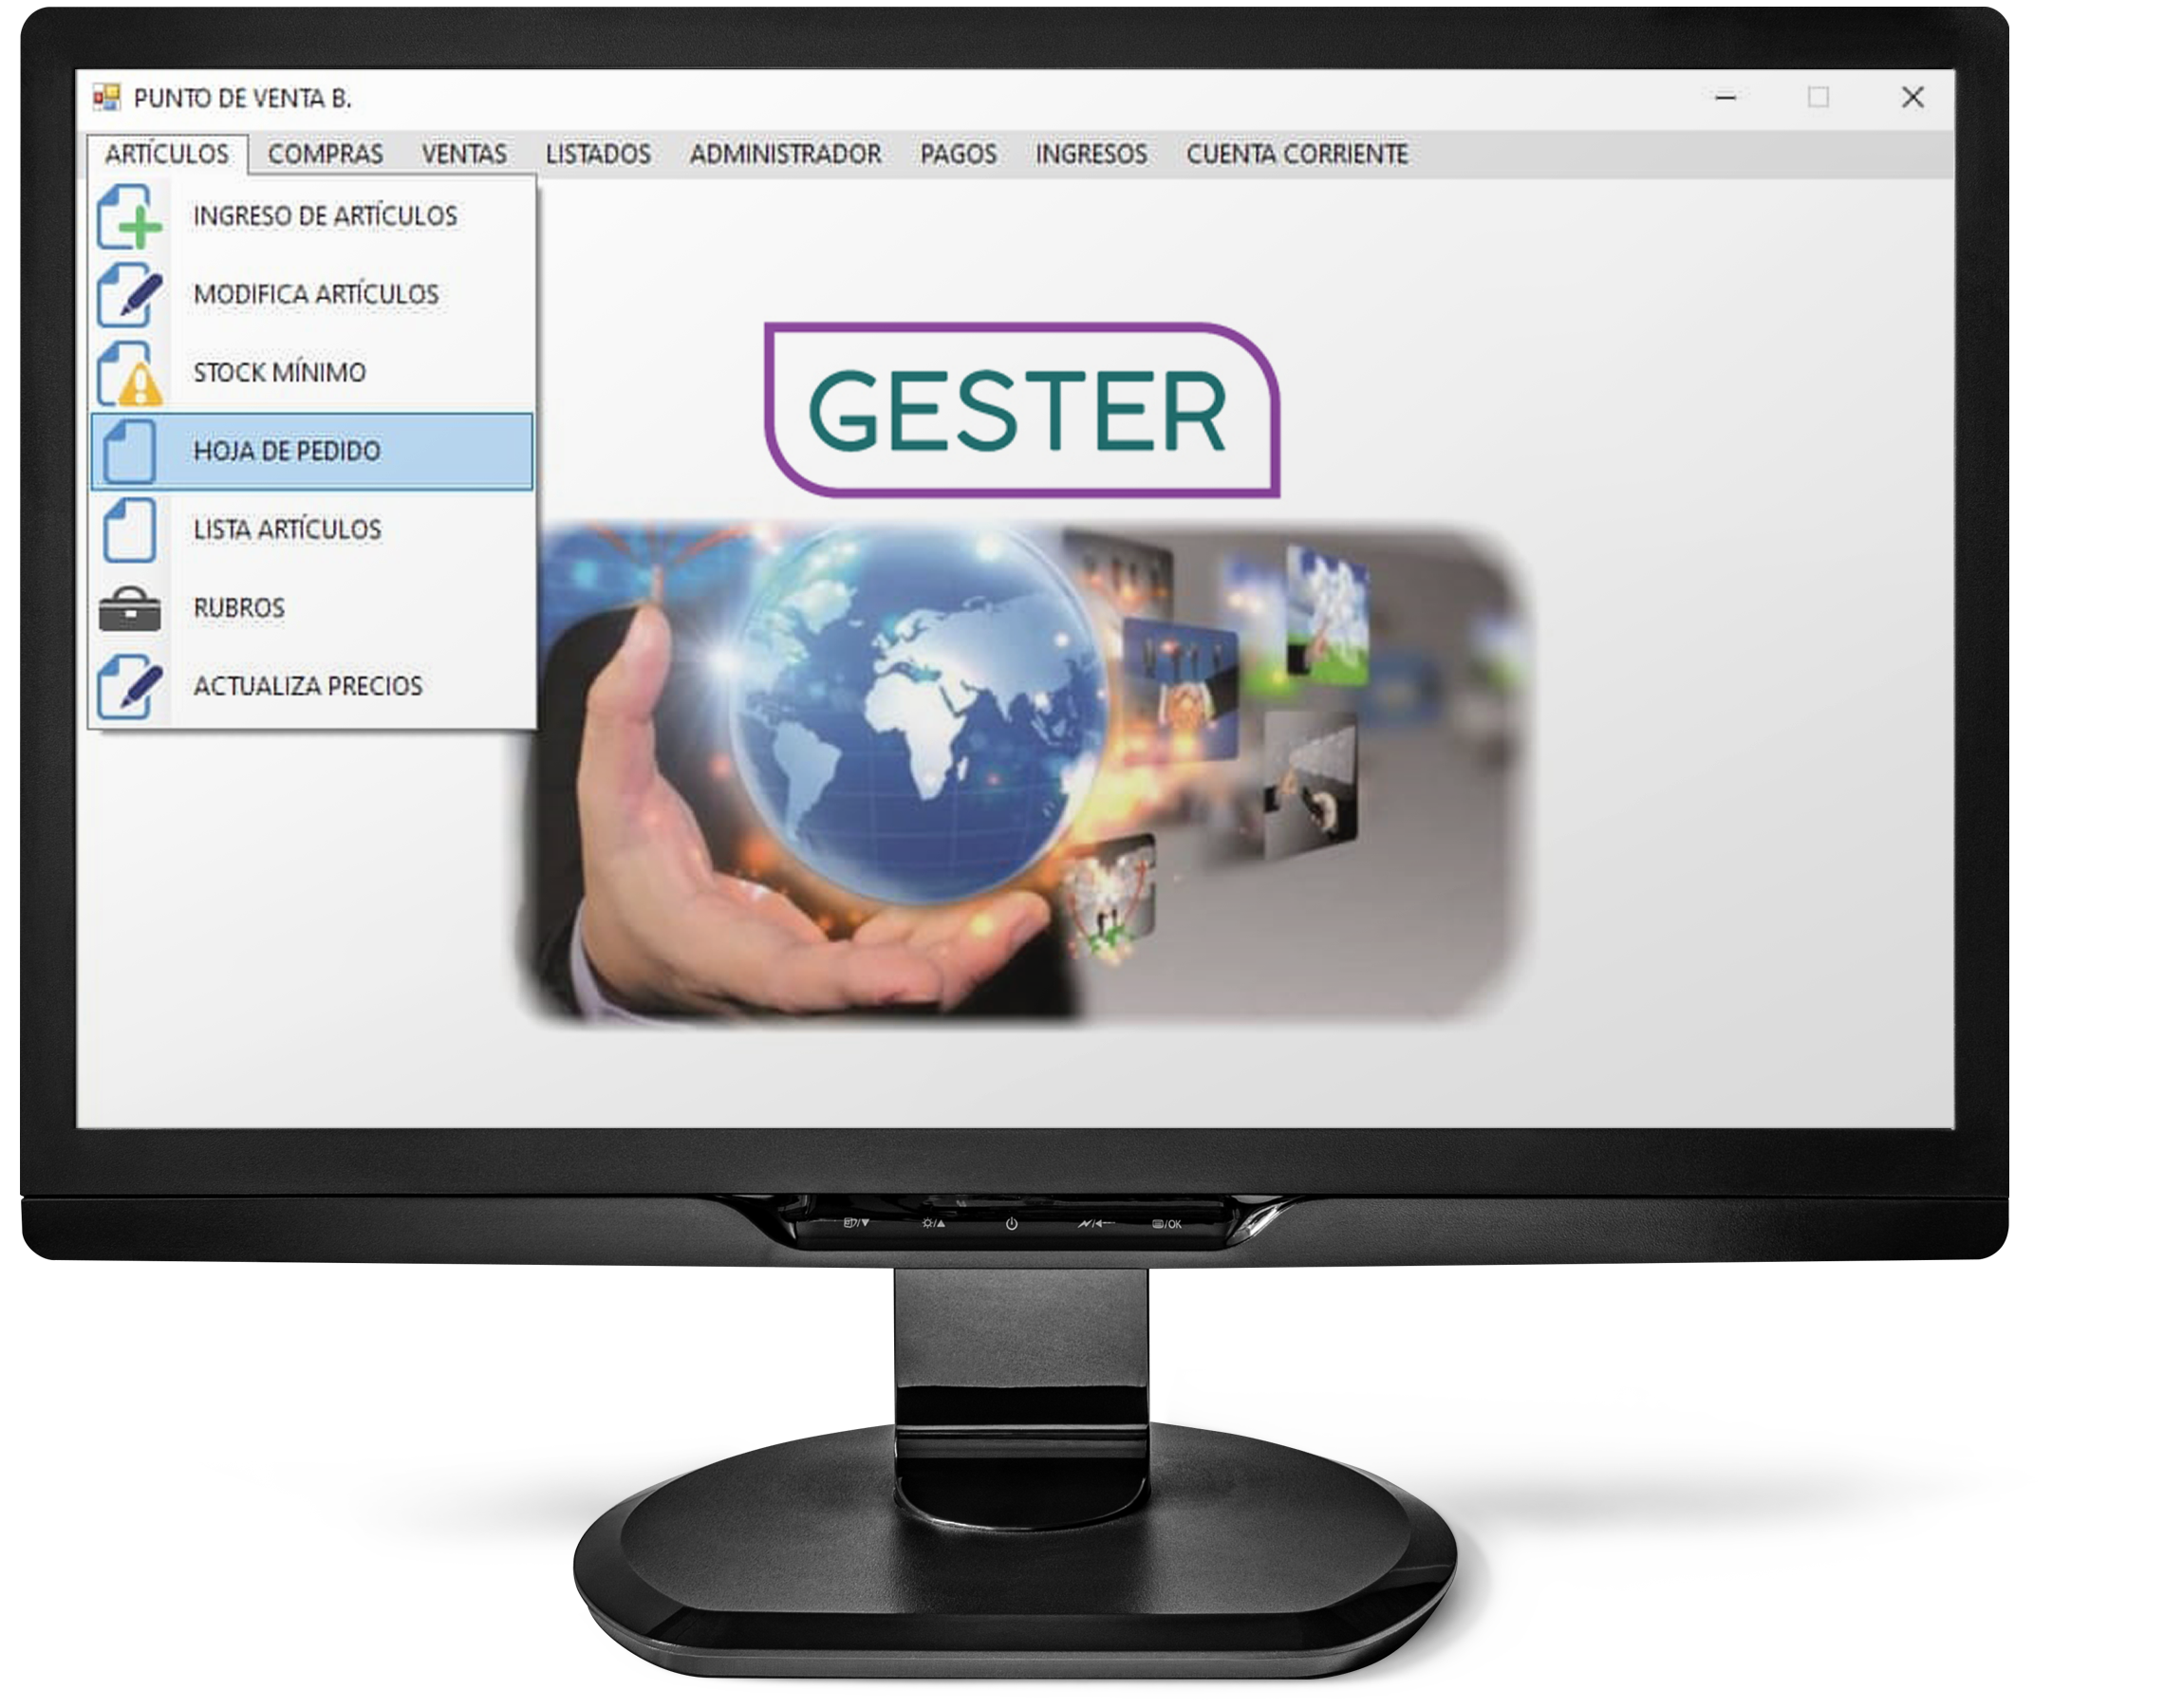 PUNTO DE VENTA B.
ARTÍCULOS COMPRAS VENTAS LISTADOS ADMINISTRADOR PAGOS INGRESOS CUENTA CORRIENTE
INGRESO DE ARTÍCULOS
MODIFICA ARTÍCULOS
STOCK MÍNIMO
HOJA DE PEDIDO
LISTA ARTÍCULOS
RUBROS
ACTUALIZA PRECIOS
GESTER
/OK